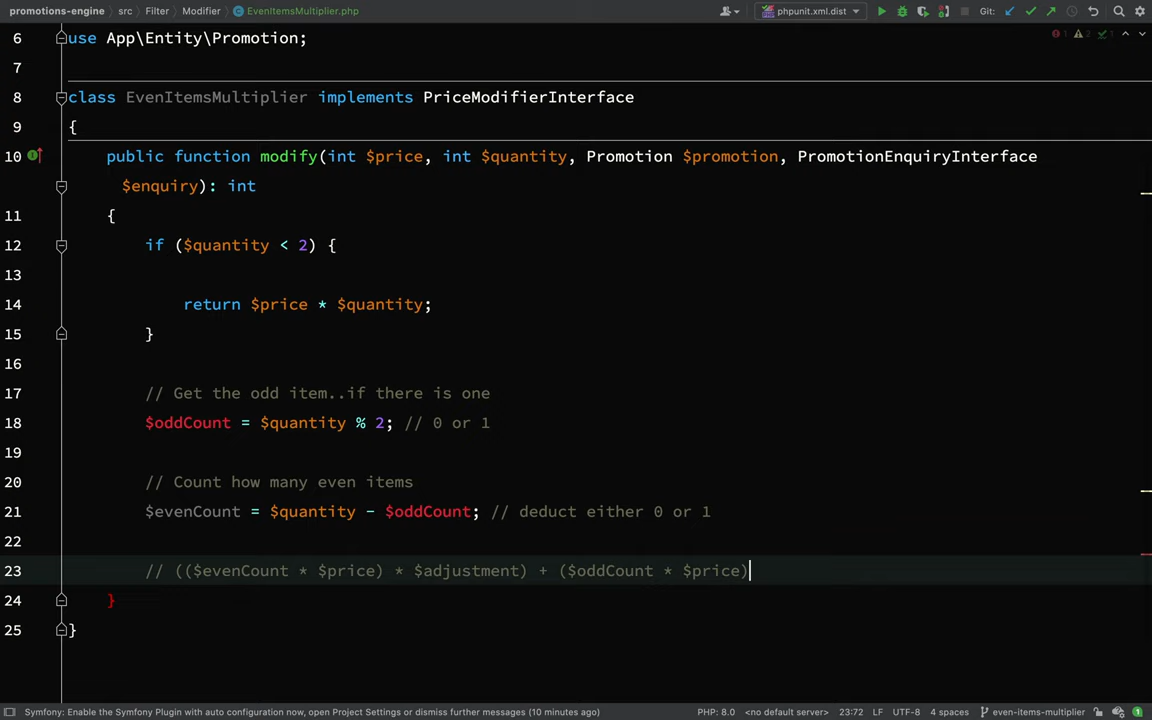 promotions-engine src Filter Modifier EvenItemsMultiplier.php phpunit.xml.dist Git:
6 use App\Entity\Promotion;
1 2 1
7
8 class EvenItemsMultiplier implements PriceModifierInterface
9 {
10 public function modify(int $price, int $quantity, Promotion $promotion, PromotionEnquiryInterface
$enquiry): int
11 {
12 if ($quantity < 2) {
13
14 return $price * $quantity;
15 }
16
17 // Get the odd item..if there is one
18 $oddCount = $quantity % 2; // 0 or 1
19
20 // Count how many even items
21 $evenCount = $quantity - $oddCount; // deduct either 0 or 1
22
23 // (($evenCount * $price) * $adjustment) + ($oddCount * $price)
24 }
25 }
Symfony: Enable the Symfony Plugin with auto configuration now, open Project Settings or dismiss further messages (10 minutes ago) PHP: 8.0 <no default server> 23:72 LF UTF-8 4 spaces even-items-multiplier 1